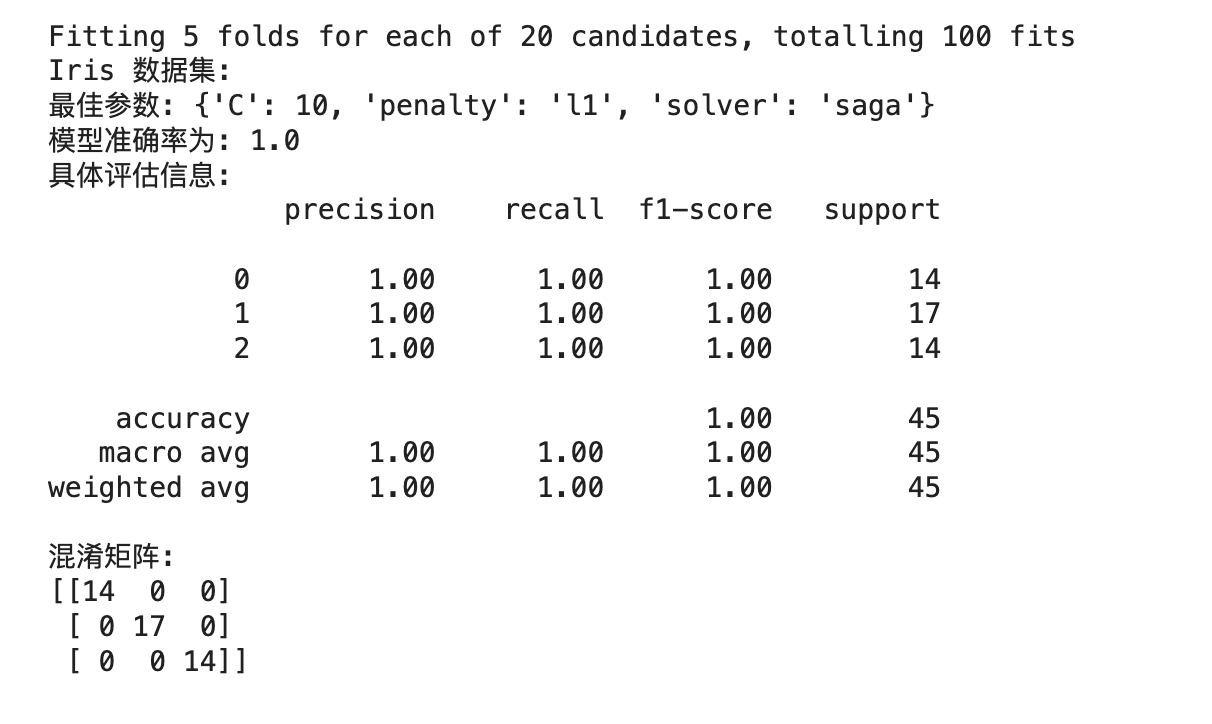 Fitting 5 folds for each of 20 candidates, totalling 100 fits
Iris 数据集:
最佳参数: {'C': 10, 'penalty': 'l1', 'solver': 'saga'}
模型准确率为: 1.0
具体评估信息:
              precision    recall  f1-score   support

           0       1.00      1.00      1.00        14
           1       1.00      1.00      1.00        17
           2       1.00      1.00      1.00        14

    accuracy                           1.00        45
   macro avg       1.00      1.00      1.00        45
weighted avg       1.00      1.00      1.00        45

混淆矩阵:
[[14  0  0]
 [ 0 17  0]
 [ 0  0 14]]